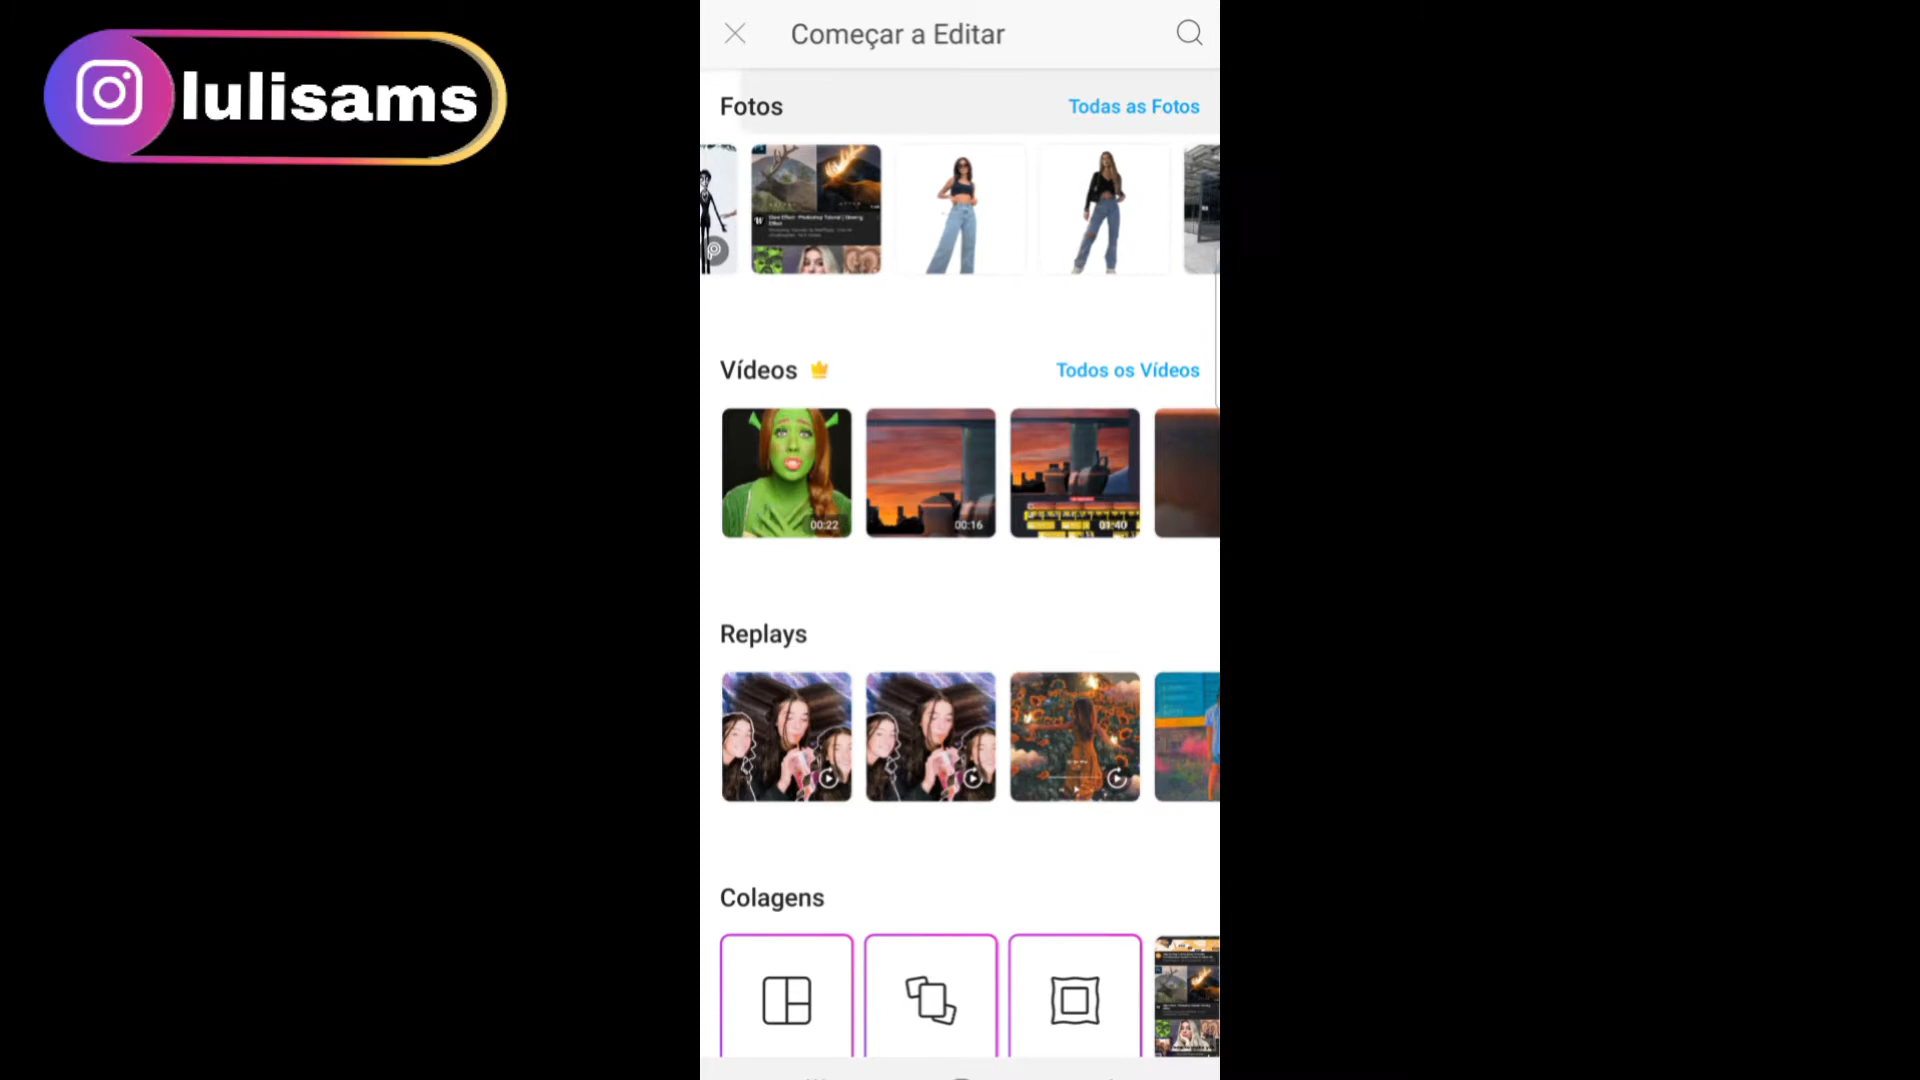 lulisams
Começar a Editar
Fotos
Todas as Fotos
Vídeos
Todos os Vídeos
00:22
00:16
01:40
Replays
Colagens